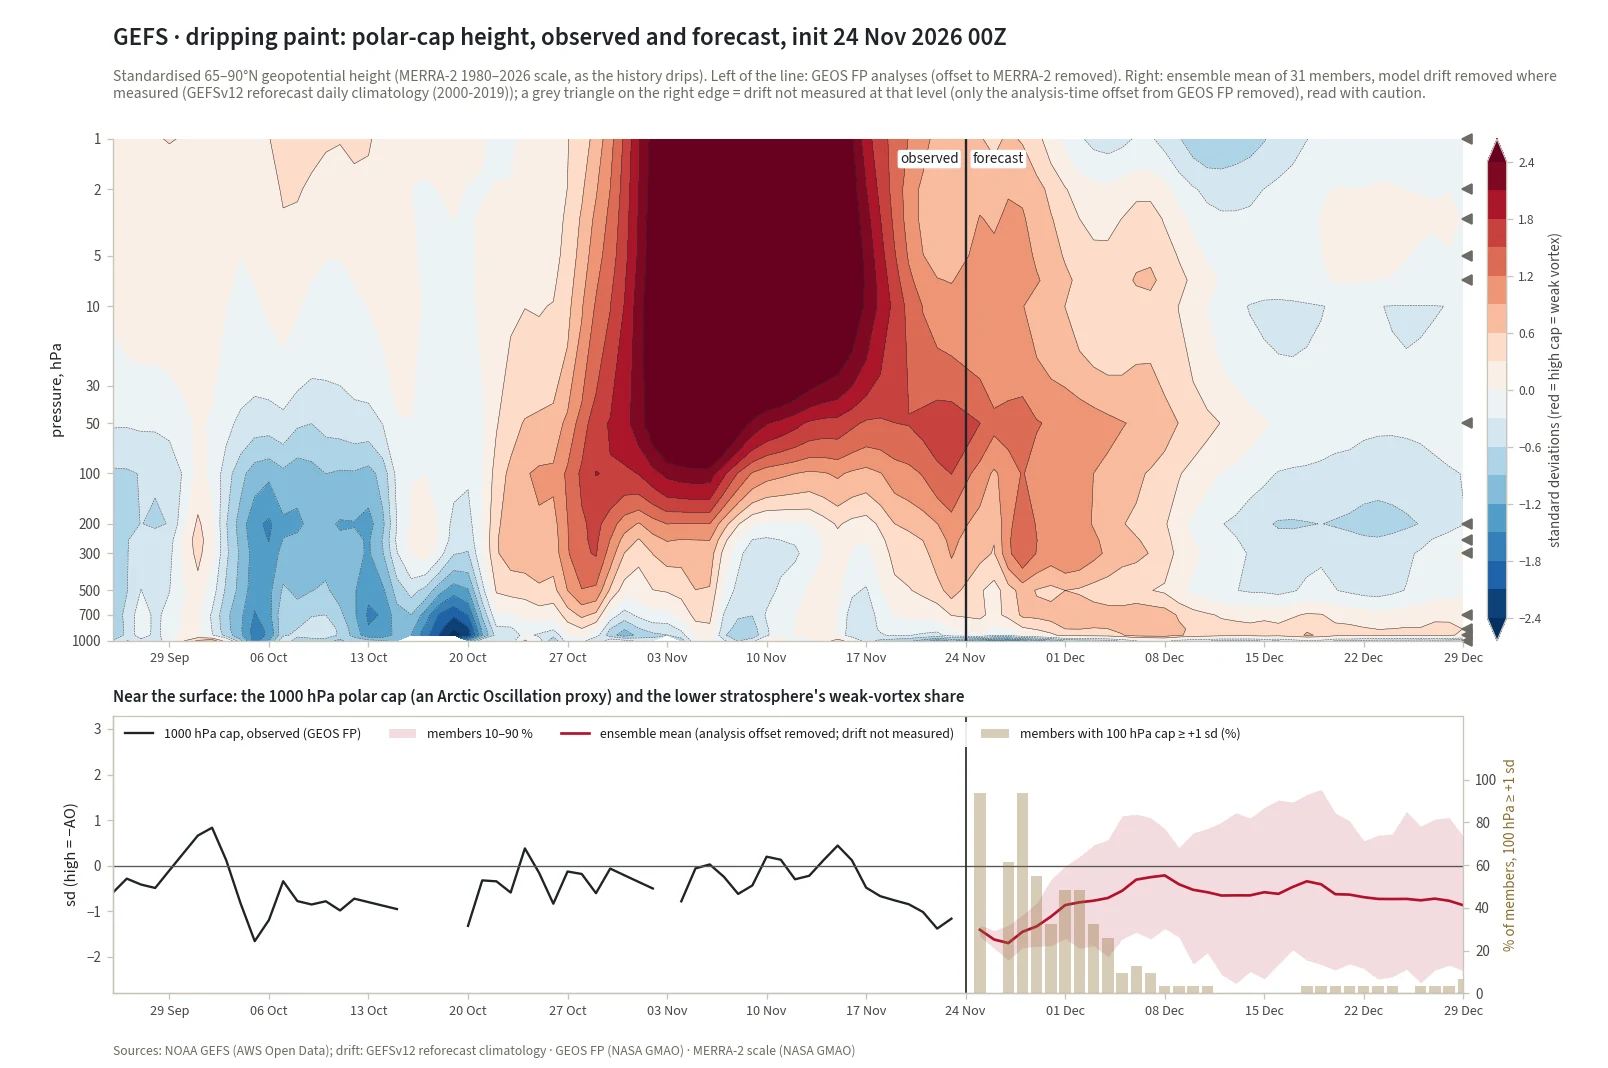 GEFS · dripping paint: polar-cap height, observed and forecast, init 24 Nov 2026 00Z
Standardised 65–90°N geopotential height (MERRA-2 1980–2026 scale, as the history drips). Left of the line: GEOS FP analyses (offset to MERRA-2 removed). Right: ensemble mean of 31 members, model drift removed where
measured (GEFSv12 reforecast daily climatology (2000-2019)); a grey triangle on the right edge = drift not measured at that level (only the analysis-time offset from GEOS FP removed), read with caution.
observed
forecast
pressure, hPa
1
2
5
10
30
50
100
200
300
500
700
1000
29 Sep
06 Oct
13 Oct
20 Oct
27 Oct
03 Nov
10 Nov
17 Nov
24 Nov
01 Dec
08 Dec
15 Dec
22 Dec
29 Dec
2.4
1.8
1.2
0.6
0.0
−0.6
−1.2
−1.8
−2.4
standard deviations (red = high cap = weak vortex)
Near the surface: the 1000 hPa polar cap (an Arctic Oscillation proxy) and the lower stratosphere's weak-vortex share
1000 hPa cap, observed (GEOS FP)
members 10–90 %
ensemble mean (analysis offset removed; drift not measured)
members with 100 hPa cap ≥ +1 sd (%)
sd (high = −AO)
3
2
1
0
−1
−2
100
80
60
40
20
0
% of members, 100 hPa ≥ +1 sd
29 Sep
06 Oct
13 Oct
20 Oct
27 Oct
03 Nov
10 Nov
17 Nov
24 Nov
01 Dec
08 Dec
15 Dec
22 Dec
29 Dec
Sources: NOAA GEFS (AWS Open Data); drift: GEFSv12 reforecast climatology · GEOS FP (NASA GMAO) · MERRA-2 scale (NASA GMAO)